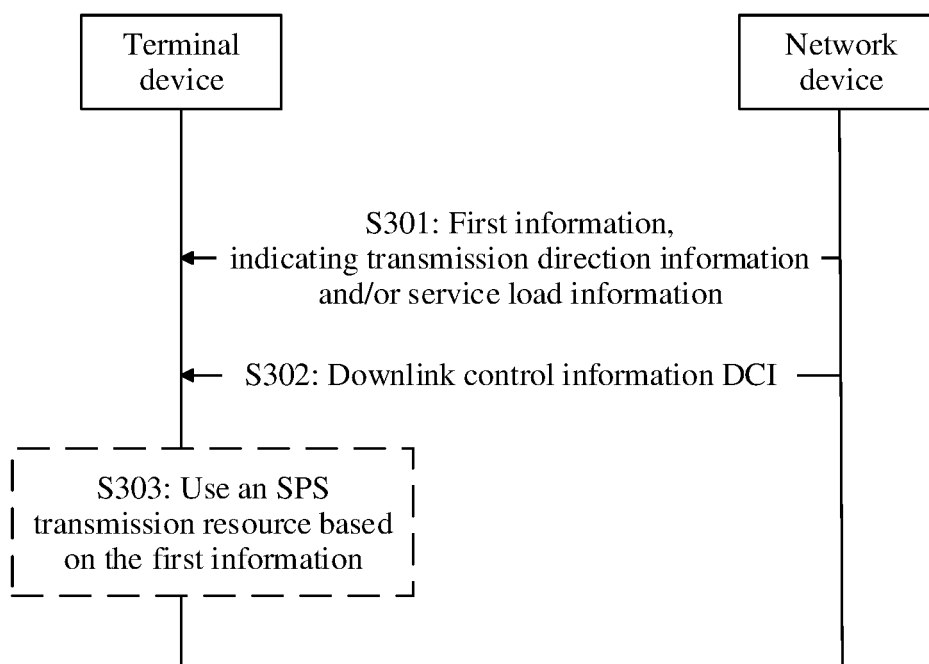 Terminal
device
Network
device
S301: First information,
indicating transmission direction information
and/or service load information
S302: Downlink control information DCI
S303: Use an SPS
transmission resource based
on the first information